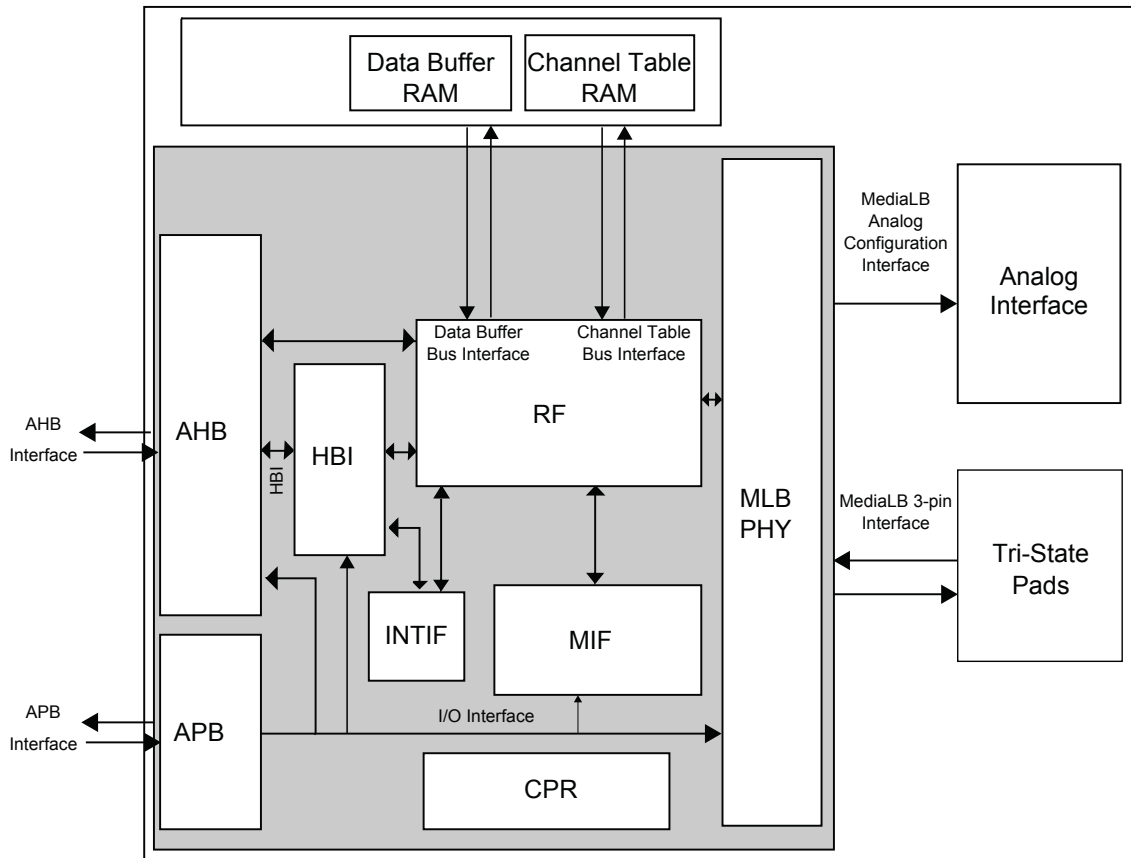 Data Buffer
RAM
Channel Table
RAM
MediaLB
Analog
Configuration
Interface
Analog
Interface
Data Buffer
Bus Interface
Channel Table
Bus Interface
RF
AHB
Interface
AHB
HBI
HBI
MLB
PHY
MediaLB 3-pin
Interface
Tri-State
Pads
INTIF
MIF
APB
Interface
APB
I/O Interface
CPR